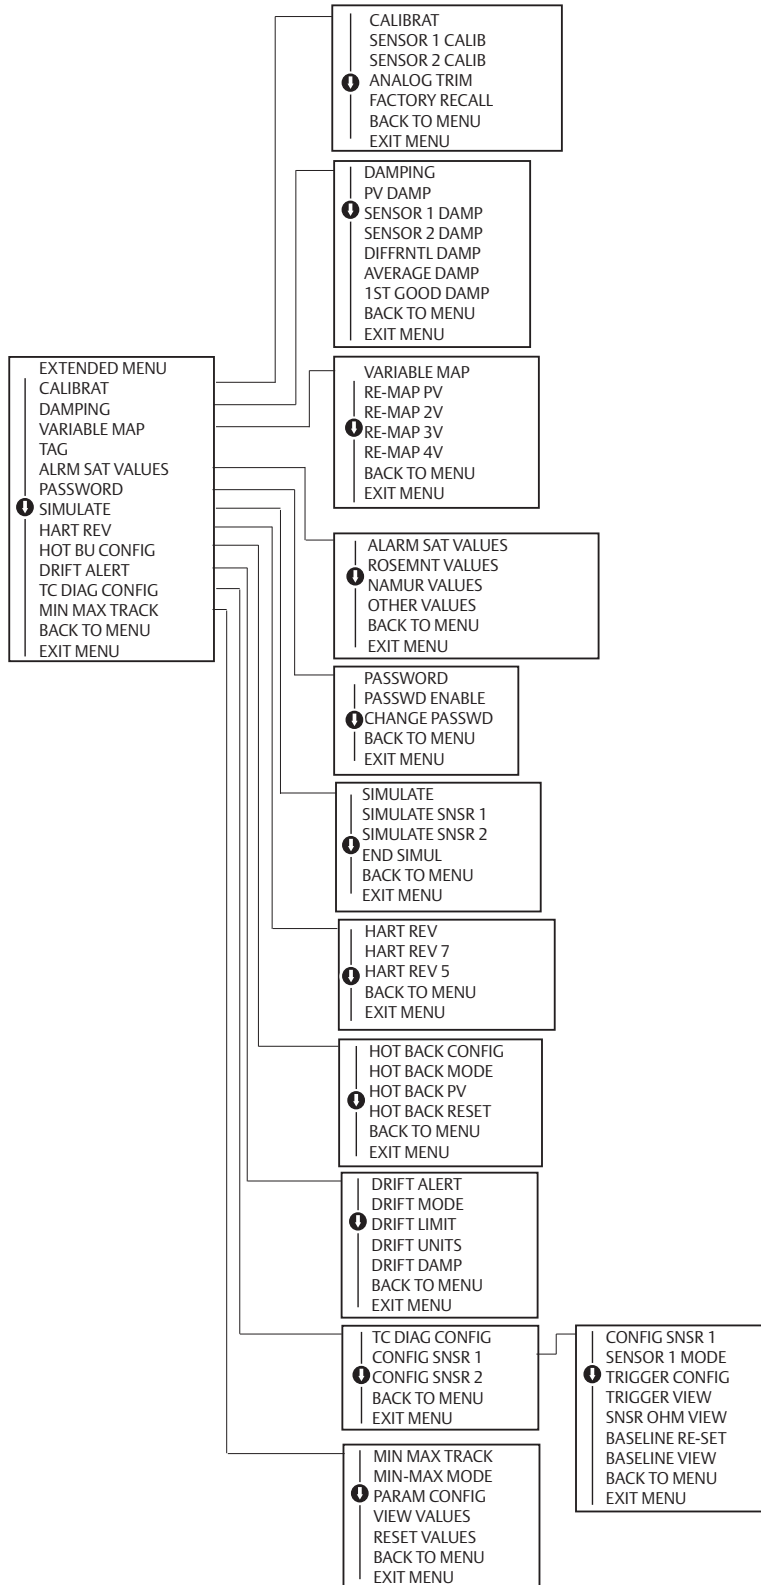 CALIBRAT
SENSOR 1 CALIB
SENSOR 2 CALIB
ANALOG TRIM
FACTORY RECALL
BACK TO MENU
EXIT MENU
DAMPING
PV DAMP
SENSOR 1 DAMP
SENSOR 2 DAMP
DIFFRNTL DAMP
AVERAGE DAMP
1ST GOOD DAMP
BACK TO MENU
EXIT MENU
EXTENDED MENU
CALIBRAT
DAMPING
VARIABLE MAP
TAG
ALRM SAT VALUES
PASSWORD
SIMULATE
HART REV
HOT BU CONFIG
DRIFT ALERT
TC DIAG CONFIG
MIN MAX TRACK
BACK TO MENU
EXIT MENU
VARIABLE MAP
RE-MAP PV
RE-MAP 2V
RE-MAP 3V
RE-MAP 4V
BACK TO MENU
EXIT MENU
ALARM SAT VALUES
ROSEMNT VALUES
NAMUR VALUES
OTHER VALUES
BACK TO MENU
EXIT MENU
PASSWORD
PASSWD ENABLE
CHANGE PASSWD
BACK TO MENU
EXIT MENU
SIMULATE
SIMULATE SNSR 1
SIMULATE SNSR 2
END SIMUL
BACK TO MENU
EXIT MENU
HART REV
HART REV 7
HART REV 5
BACK TO MENU
EXIT MENU
HOT BACK CONFIG
HOT BACK MODE
HOT BACK PV
HOT BACK RESET
BACK TO MENU
EXIT MENU
DRIFT ALERT
DRIFT MODE
DRIFT LIMIT
DRIFT UNITS
DRIFT DAMP
BACK TO MENU
EXIT MENU
TC DIAG CONFIG
CONFIG SNSR 1
CONFIG SNSR 2
BACK TO MENU
EXIT MENU
CONFIG SNSR 1
SENSOR 1 MODE
TRIGGER CONFIG
TRIGGER VIEW
SNSR OHM VIEW
BASELINE RE-SET
BASELINE VIEW
BACK TO MENU
EXIT MENU
MIN MAX TRACK
MIN-MAX MODE
PARAM CONFIG
VIEW VALUES
RESET VALUES
BACK TO MENU
EXIT MENU